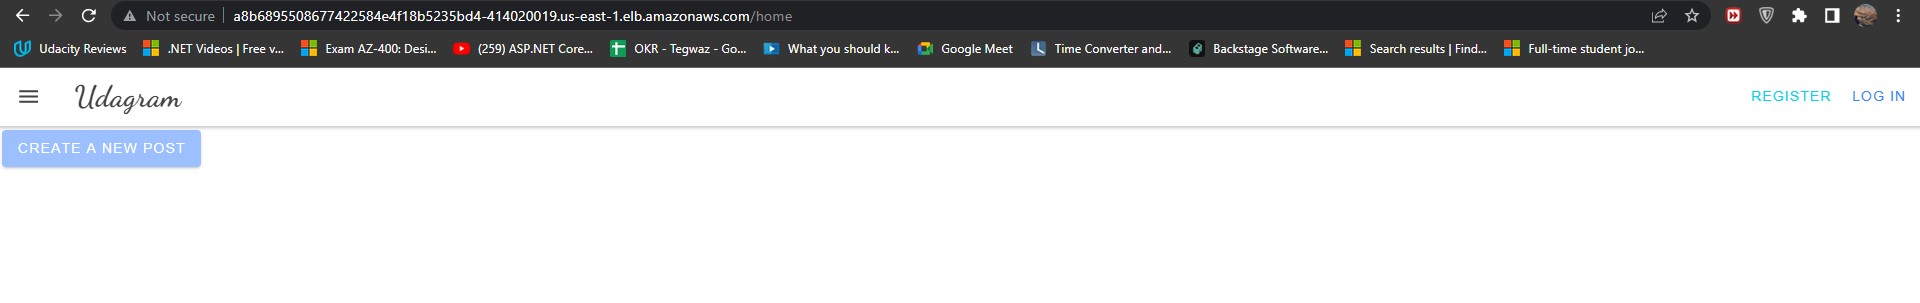 Not secure a8b6895508677422584e4f18b5235bd4-414020019.us-east-1.elb.amazonaws.com/home
Udacity Reviews .NET Videos | Free v... Exam AZ-400: Desi... (259) ASP.NET Core... OKR - Tegwaz - Go... What you should k... Google Meet Time Converter and... Backstage Software... Search results | Find... Full-time student jo...
Udagram REGISTER LOG IN
CREATE A NEW POST